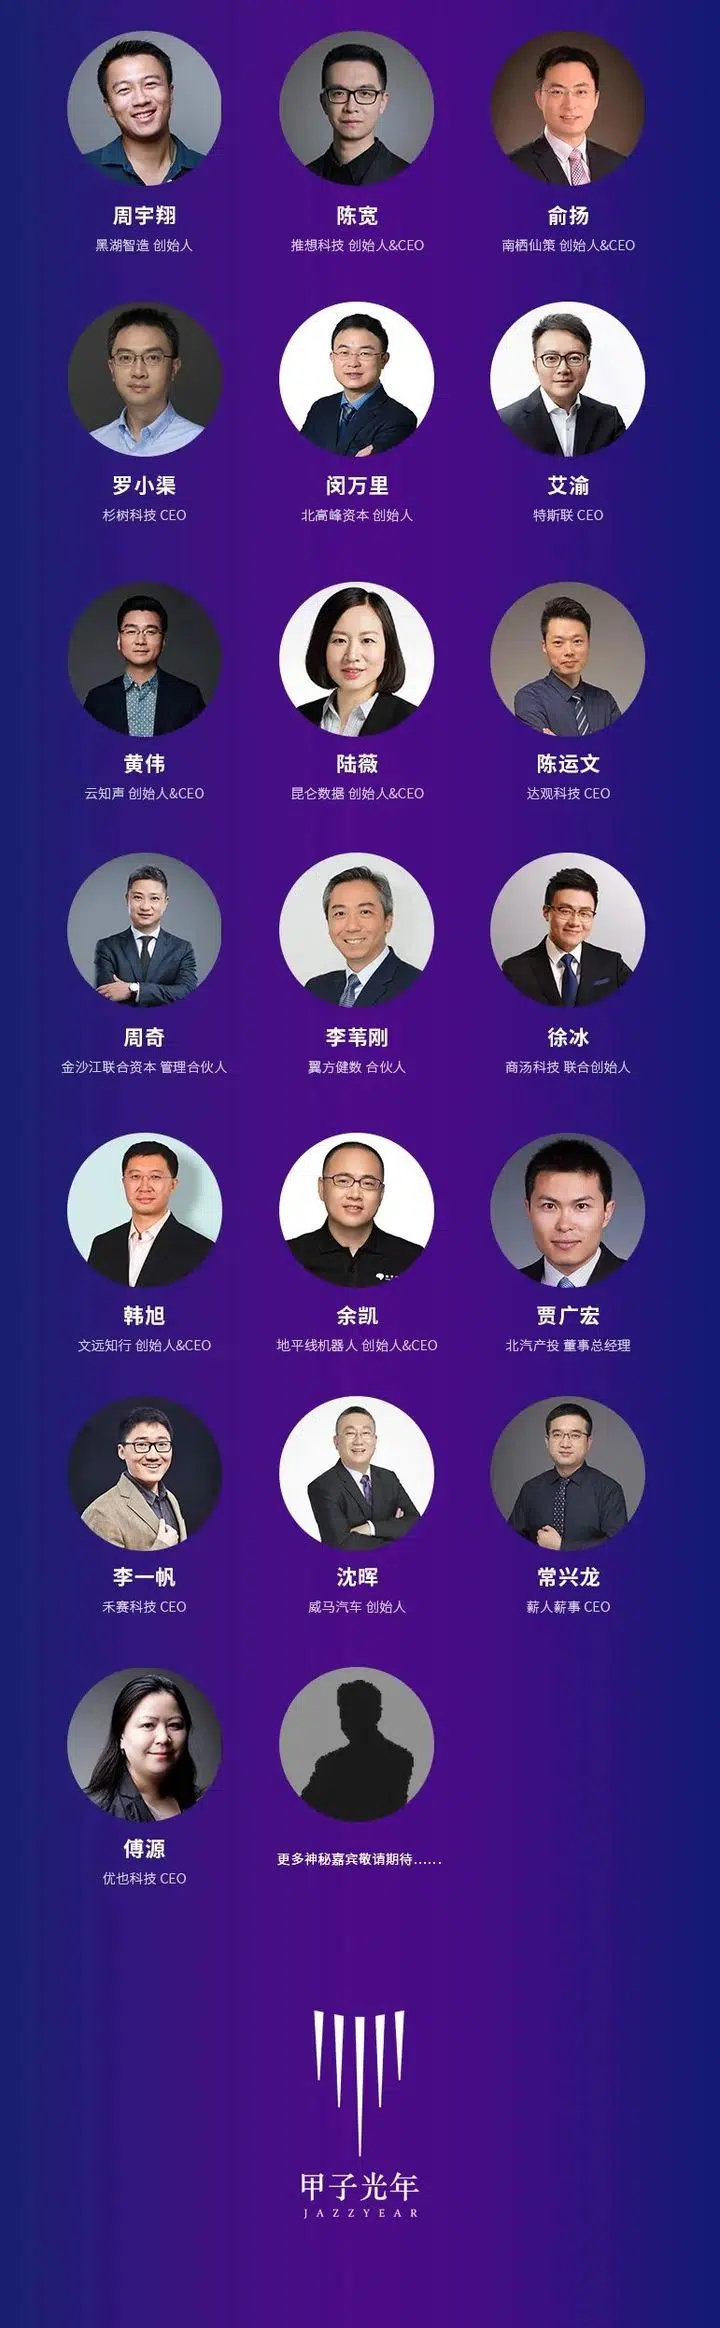 周宇翔 陈宽 俞扬
黑湖智造 创始人 推想科技 创始人&CEO 南栖仙策 创始人&CEO
罗小渠 闵万里 艾渝
杉树科技 CEO 北高峰资本 创始人 特斯联 CEO
黄伟 陆薇 陈运文
云知声 创始人&CEO 昆仑数据 创始人&CEO 达观科技 CEO
周奇 李苇刚 徐冰
金沙江联合资本 管理合伙人 翼方健数 合伙人 商汤科技 联合创始人
韩旭 余凯 贾广宏
文远知行 创始人&CEO 地平线机器人 创始人&CEO 北汽产投 董事总经理
李一帆 沈晖 常兴龙
禾赛科技 CEO 威马汽车 创始人 薪人薪事 CEO
傅源
更多神秘嘉宾敬请期待……
优也科技 CEO
甲子光年
JAZZYEAR